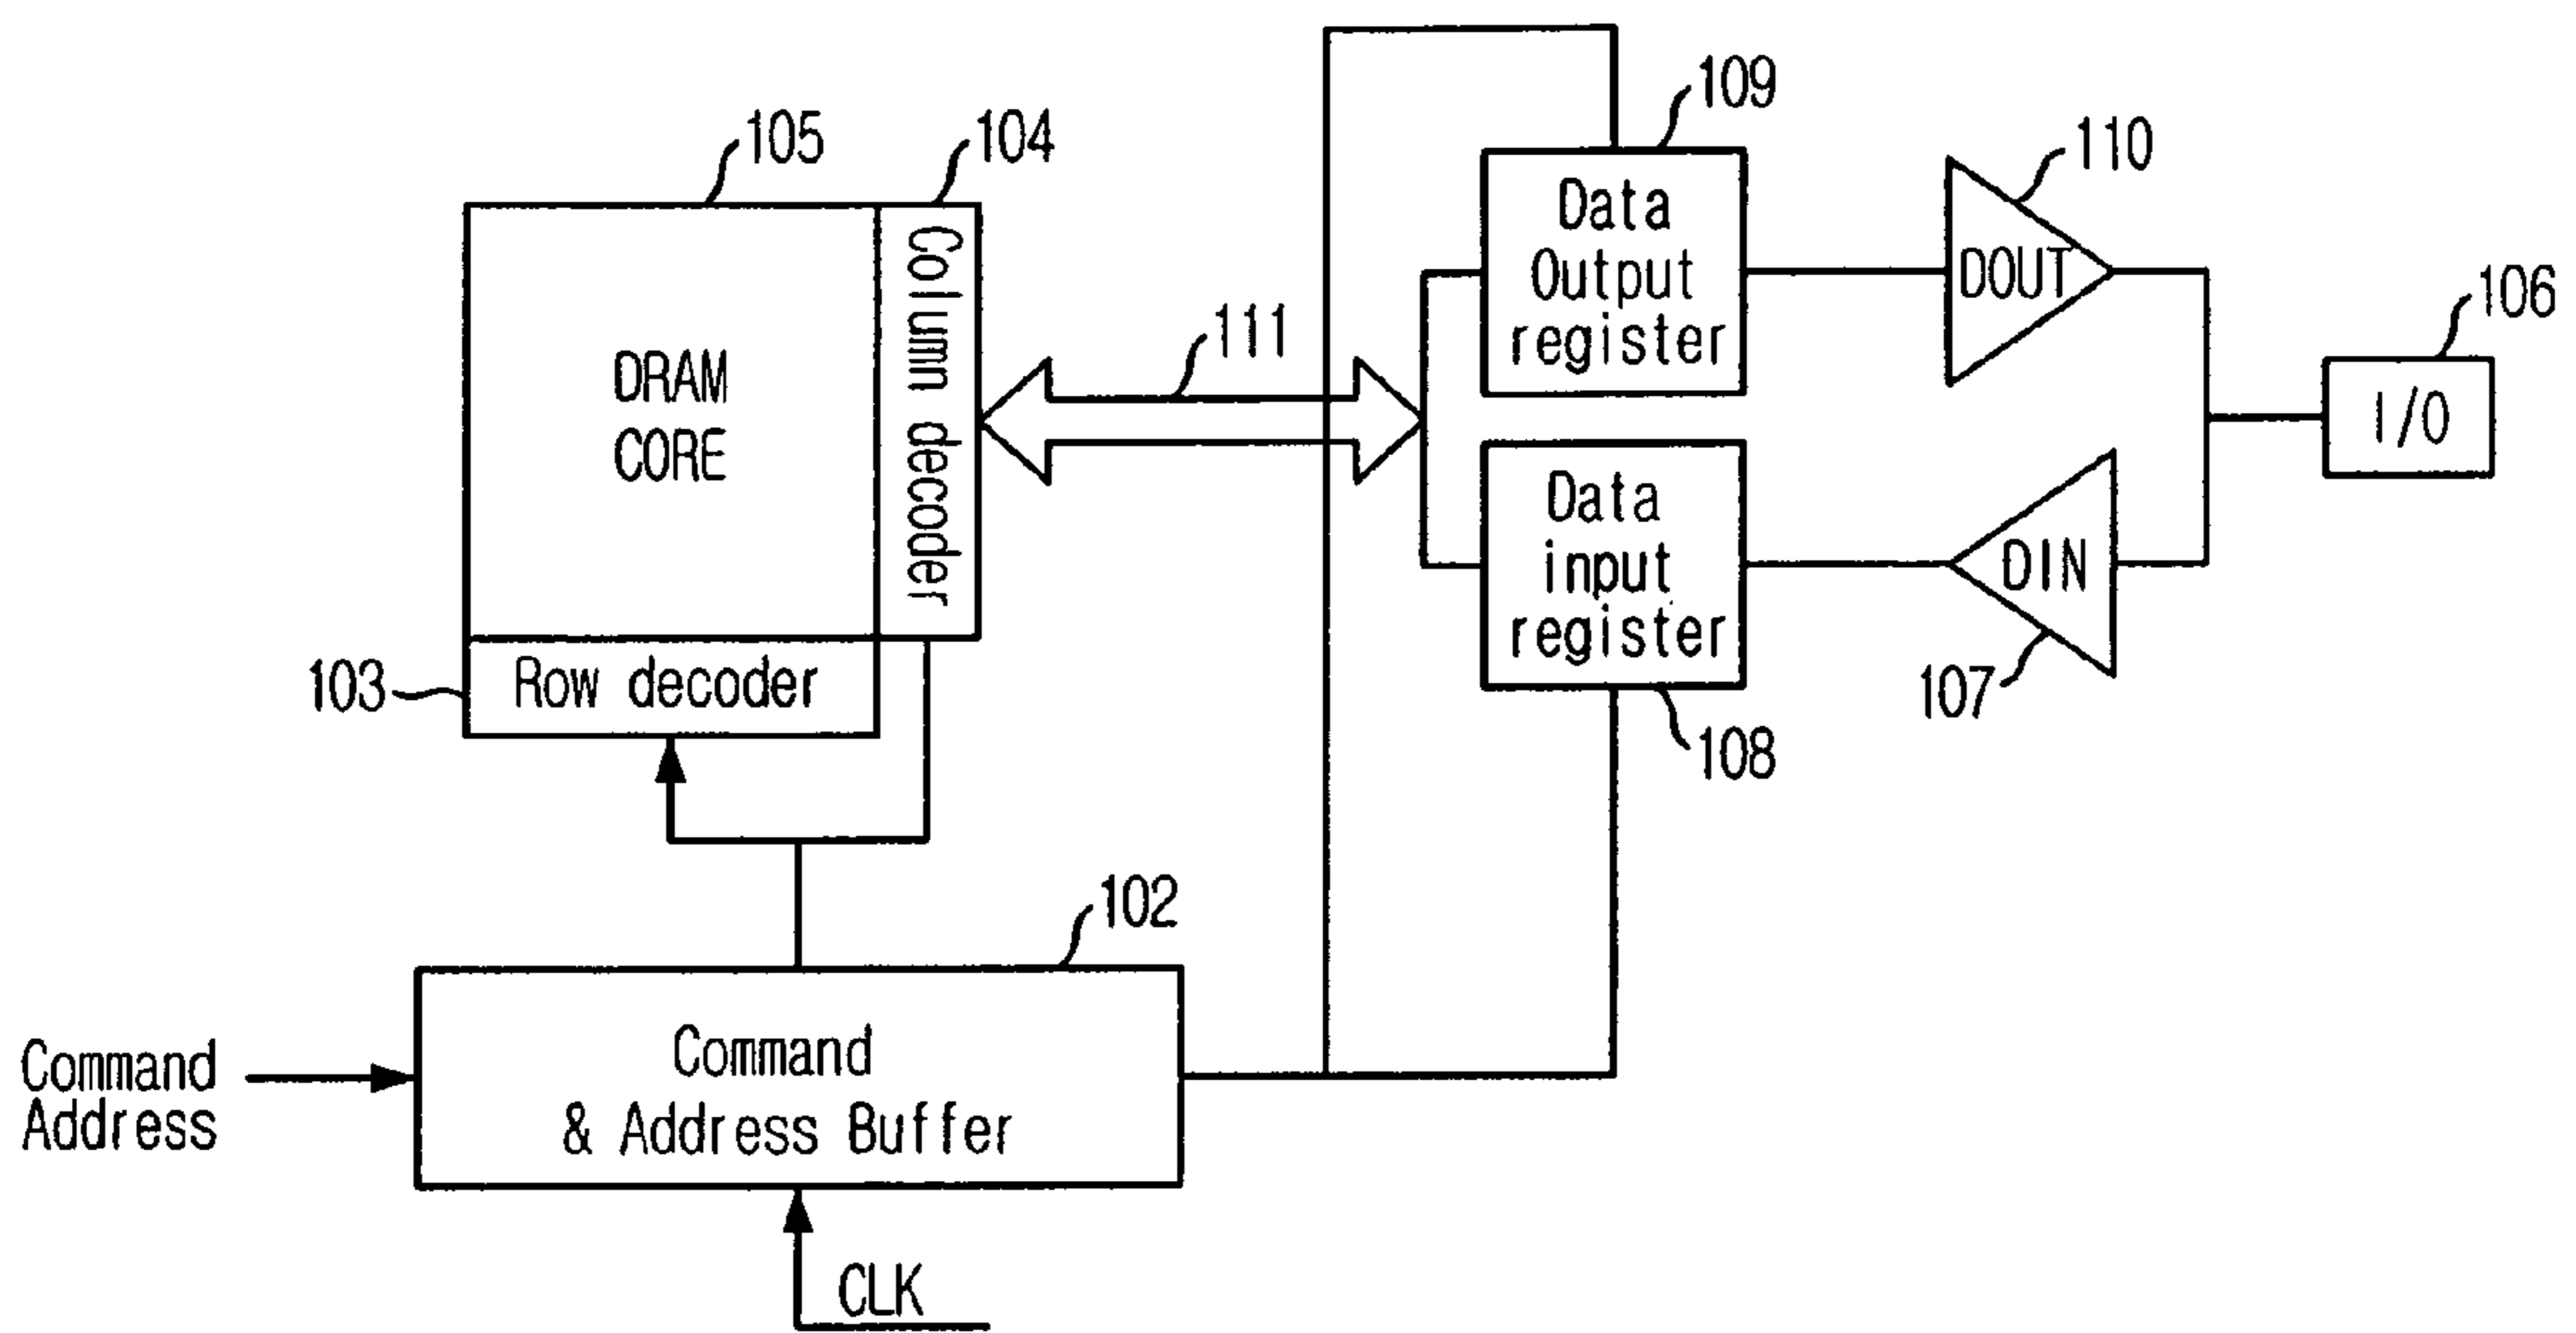 109
110
105
104
Data
Output
register
DOUT
106
111
Column decoder
DRAM
CORE
I/O
Data
input
register
DIN
103
Row decoder
107
108
102
Command
Address
Command
& Address Buffer
CLK